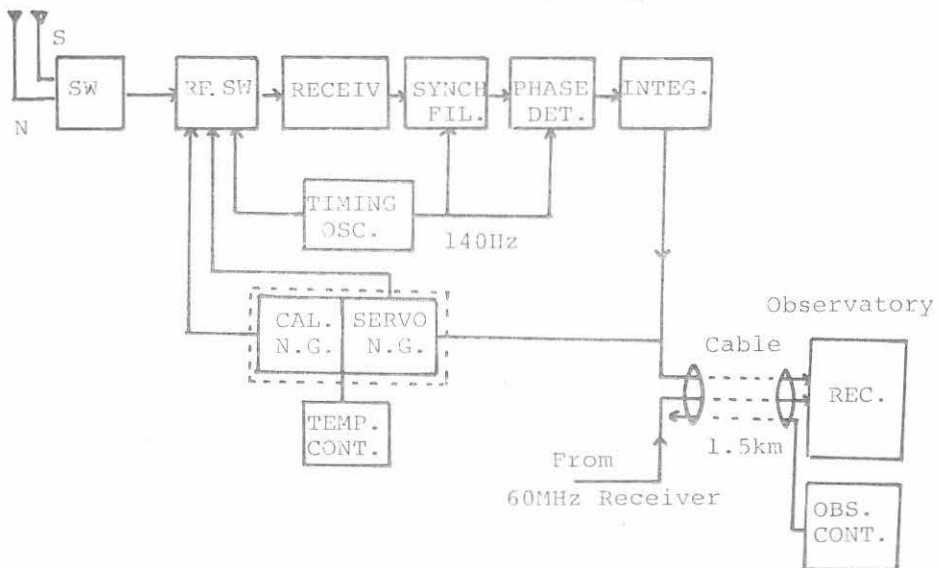 S
N
SW
RF. SW
RECEIV
SYNCH
FIL.
PHASE
DET.
INTEG.
TIMING
OSC.
140Hz
CAL.
N.G.
SERVO
N.G.
TEMP.
CONT.
Observatory
Cable
REC.
1.5km
From
60MHz Receiver
OBS.
CONT.